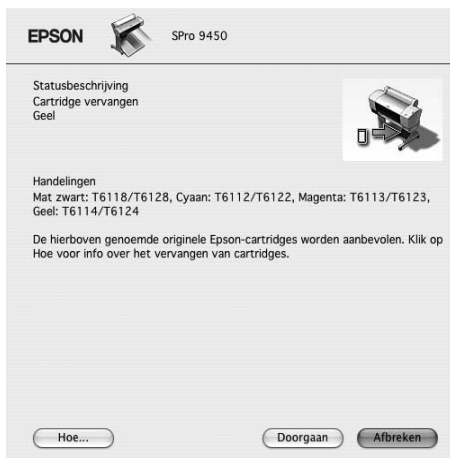 EPSON SPro 9450
Statusbeschrijving
Cartridge vervangen
Geel
Handelingen
Mat zwart: T6118/T6128, Cyaan: T6112/T6122, Magenta: T6113/T6123,
Geel: T6114/T6124
De hierboven genoemde originele Epson-cartridges worden aanbevolen. Klik op
Hoe voor info over het vervangen van cartridges.
Hoe... Doorgaan Afbreken